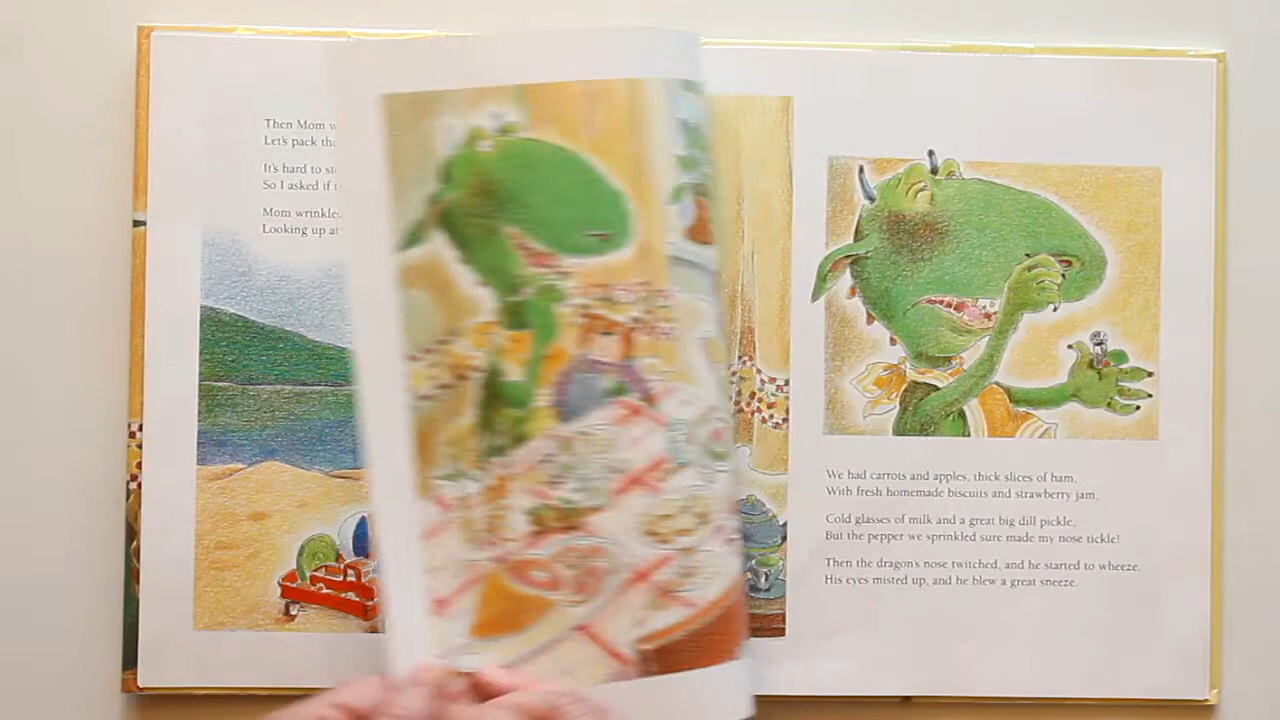 Then Mom
Let's pack
It's hard to
So I asked if
Mom
Looking up
We had carrots and apples, thick slices of ham,
With fresh homemade biscuits and strawberry jam,
Cold glasses of milk and a great big dill pickle,
But the pepper we sprinkled sure made my nose tickle!
Then the dragon's nose twitched, and he started to wheeze.
His eyes misted up, and he blew a great sneeze.